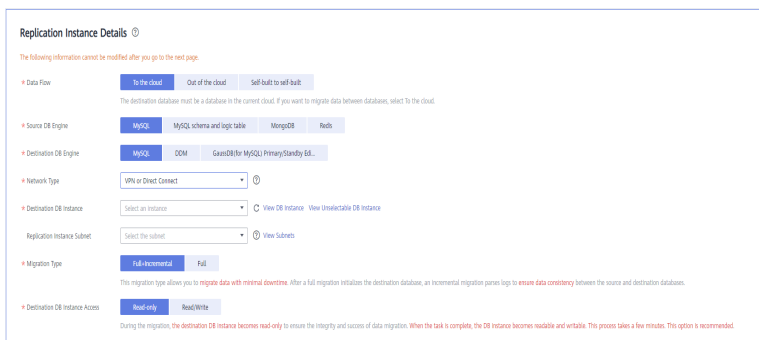 Replication Instance Details
The following information cannot be modified after you go to the next page.
* Data Flow To the cloud Out of the cloud Self-built to self-built
The destination database must be a database in the current cloud. If you want to migrate data between databases, select To the cloud.
* Source DB Engine MySQL MySQL schema and logic table MongoDB Redis
* Destination DB Engine MySQL DDM GaussDB(for MySQL) Primary/Standby Edi...
* Network Type VPN or Direct Connect
* Destination DB Instance Select an instance View DB Instance View Unselectable DB Instance
Replication Instance Subnet Select the subnet View Subnets
* Migration Type Full+Incremental Full
This migration type allows you to migrate data with minimal downtime. After a full migration initializes the destination database, an incremental migration parses logs to ensure data consistency between the source and destination databases.
* Destination DB Instance Access Read-only Read/Write
During the migration, the destination DB instance becomes read-only to ensure the integrity and success of data migration. When the task is complete, the DB instance becomes readable and writable. This process takes a few minutes. This option is recommended.